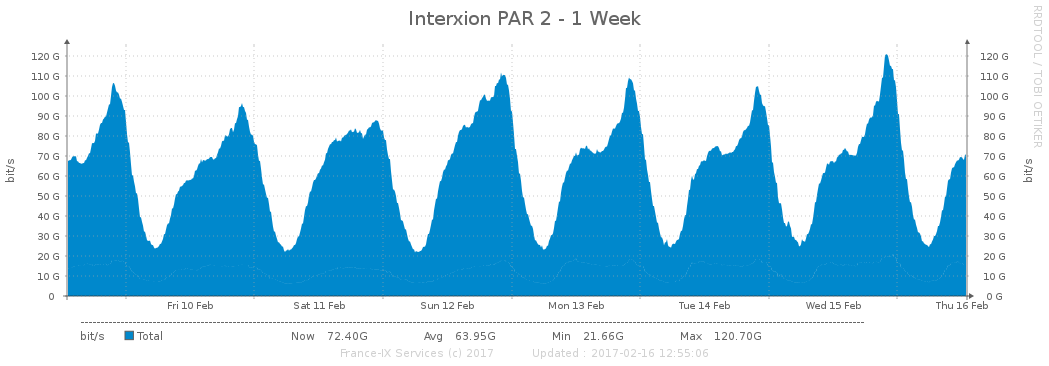 Interxion PAR 2 - 1 Week
RRDTOOL / TOBI OETIKER
bit/s
120 G 120 G
110 G 110 G
100 G 100 G
90 G 90 G
80 G 80 G
70 G 70 G
60 G 60 G
50 G 50 G
40 G 40 G
30 G 30 G
20 G 20 G
10 G 10 G
0 0 G
bit/s
Fri 10 Feb Sat 11 Feb Sun 12 Feb Mon 13 Feb Tue 14 Feb Wed 15 Feb Thu 16 Feb
bit/s Total Now 72.40G Avg 63.95G Min 21.66G Max 120.70G
France-IX Services (c) 2017 Updated : 2017-02-16 12:55:06